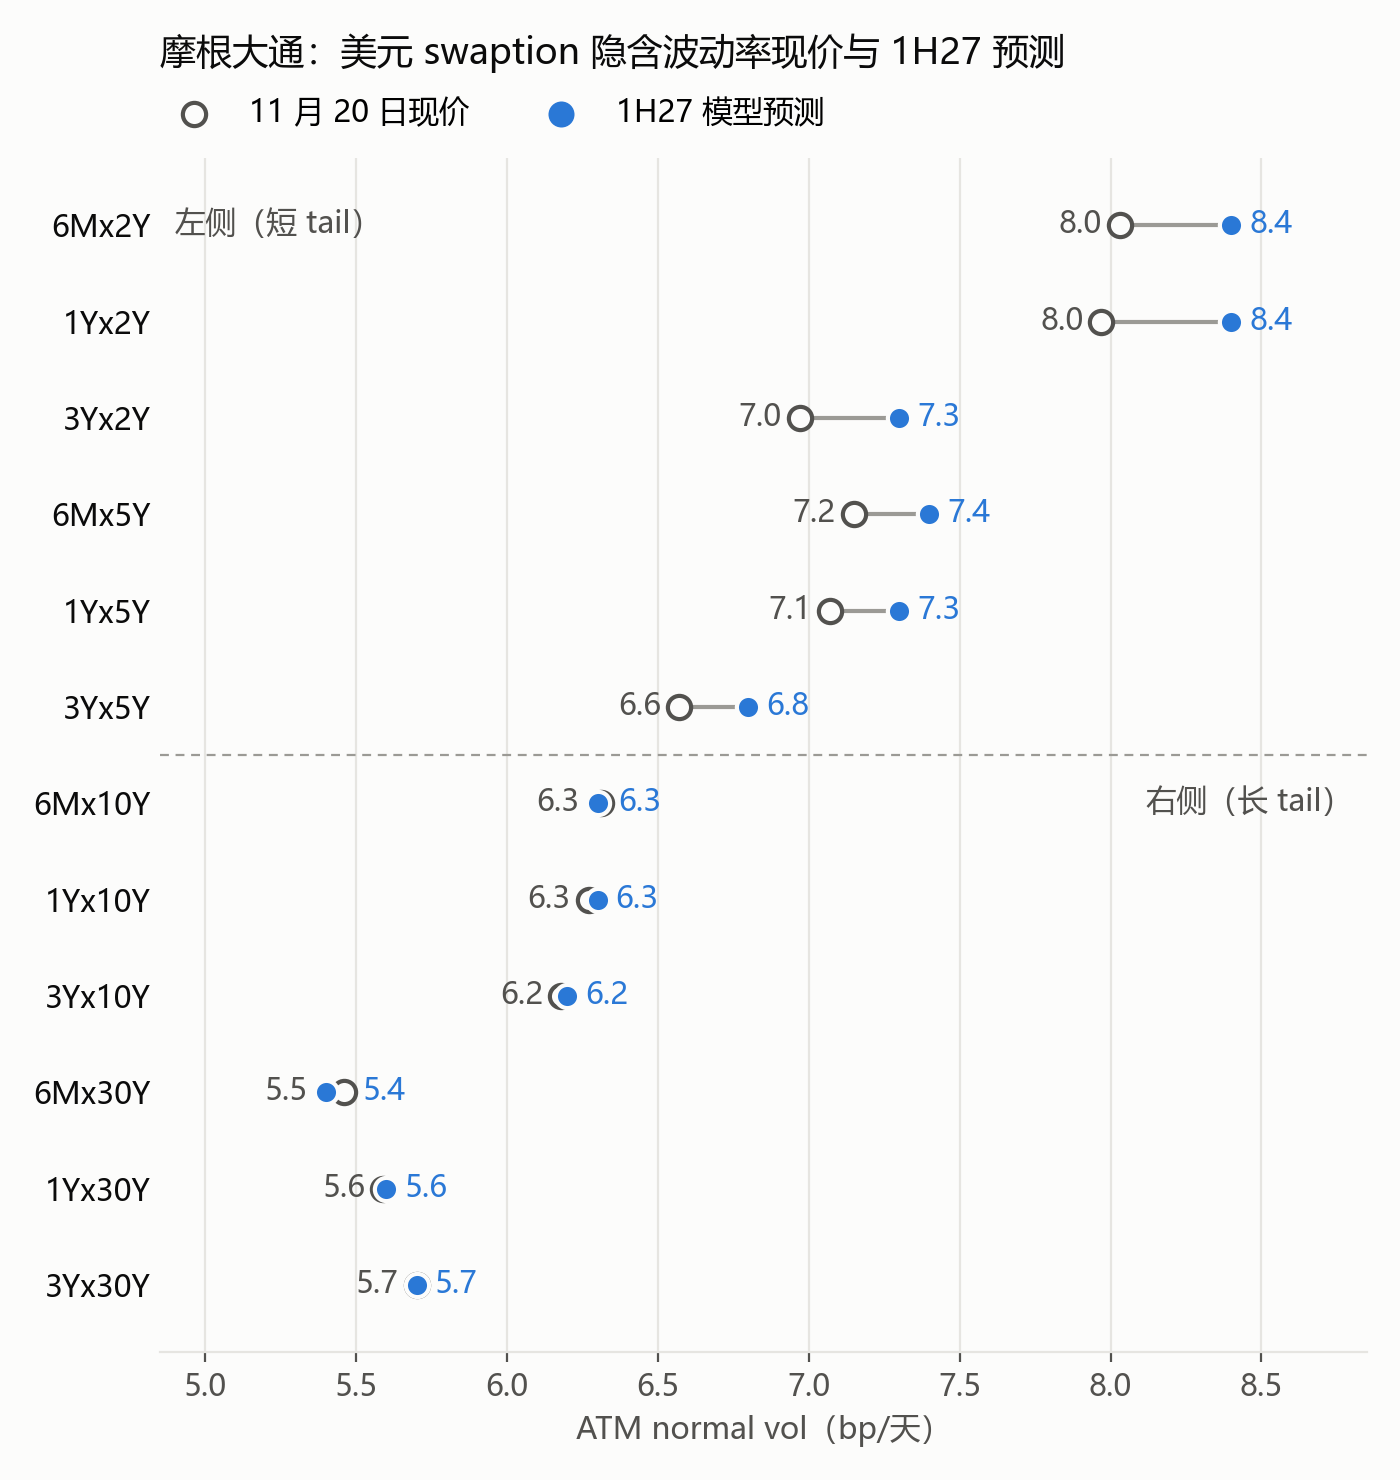 摩根大通：美元 swaption 隐含波动率现价与 1H27 预测
11 月 20 日现价 1H27 模型预测
6Mx2Y 左侧（短 tail） 8.0 8.4
1Yx2Y 8.0 8.4
3Yx2Y 7.0 7.3
6Mx5Y 7.2 7.4
1Yx5Y 7.1 7.3
3Yx5Y 6.6 6.8
6Mx10Y 6.3 6.3 右侧（长 tail）
1Yx10Y 6.3 6.3
3Yx10Y 6.2 6.2
6Mx30Y 5.5 5.4
1Yx30Y 5.6 5.6
3Yx30Y 5.7 5.7
5.0 5.5 6.0 6.5 7.0 7.5 8.0 8.5
ATM normal vol（bp/天）